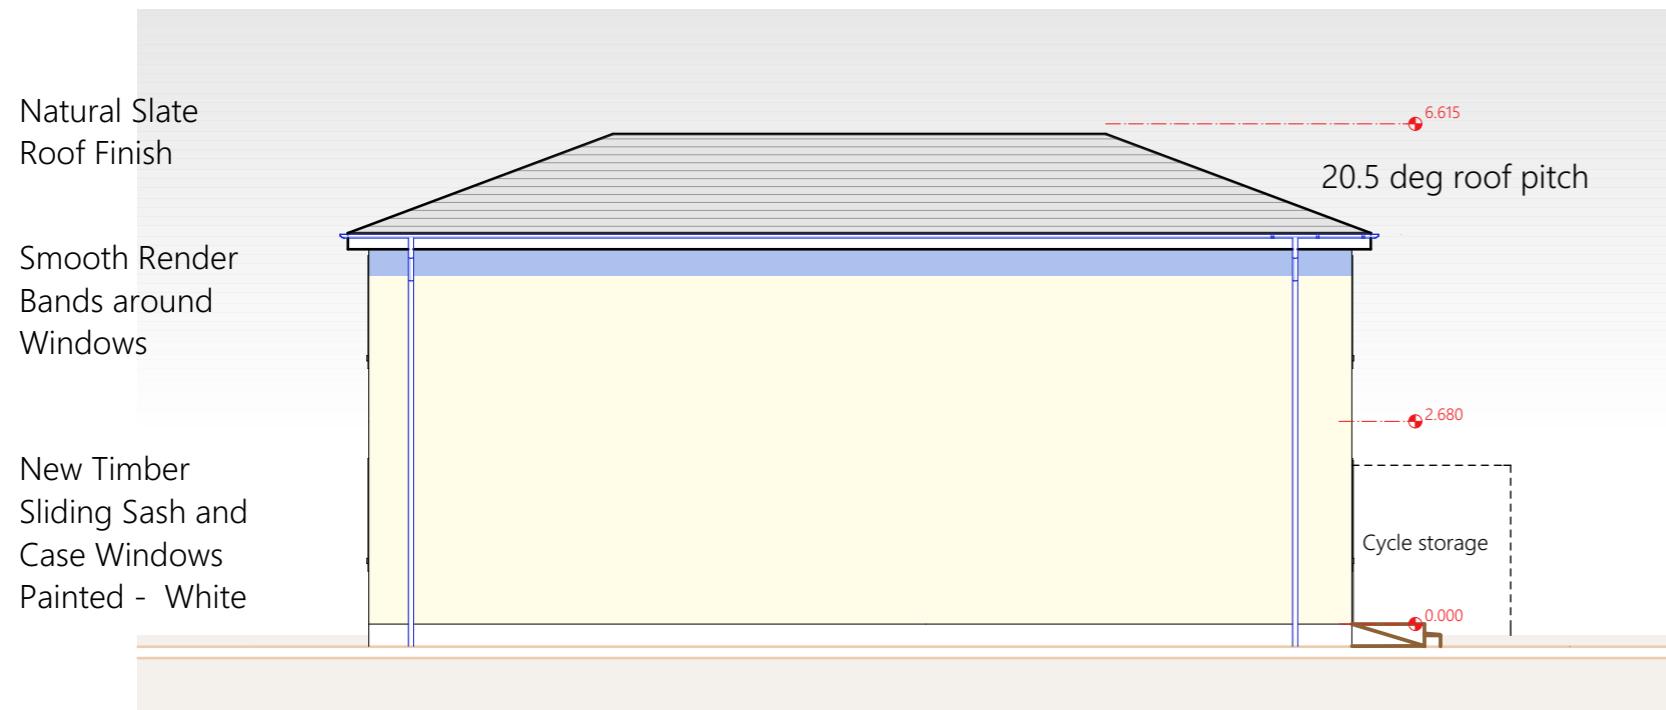 Natural Slate
Roof Finish
6.615
20.5 deg roof pitch
Smooth Render
Bands around
Windows
2.680
New Timber
Sliding Sash and
Case Windows
Painted - White
Cycle storage
0.000